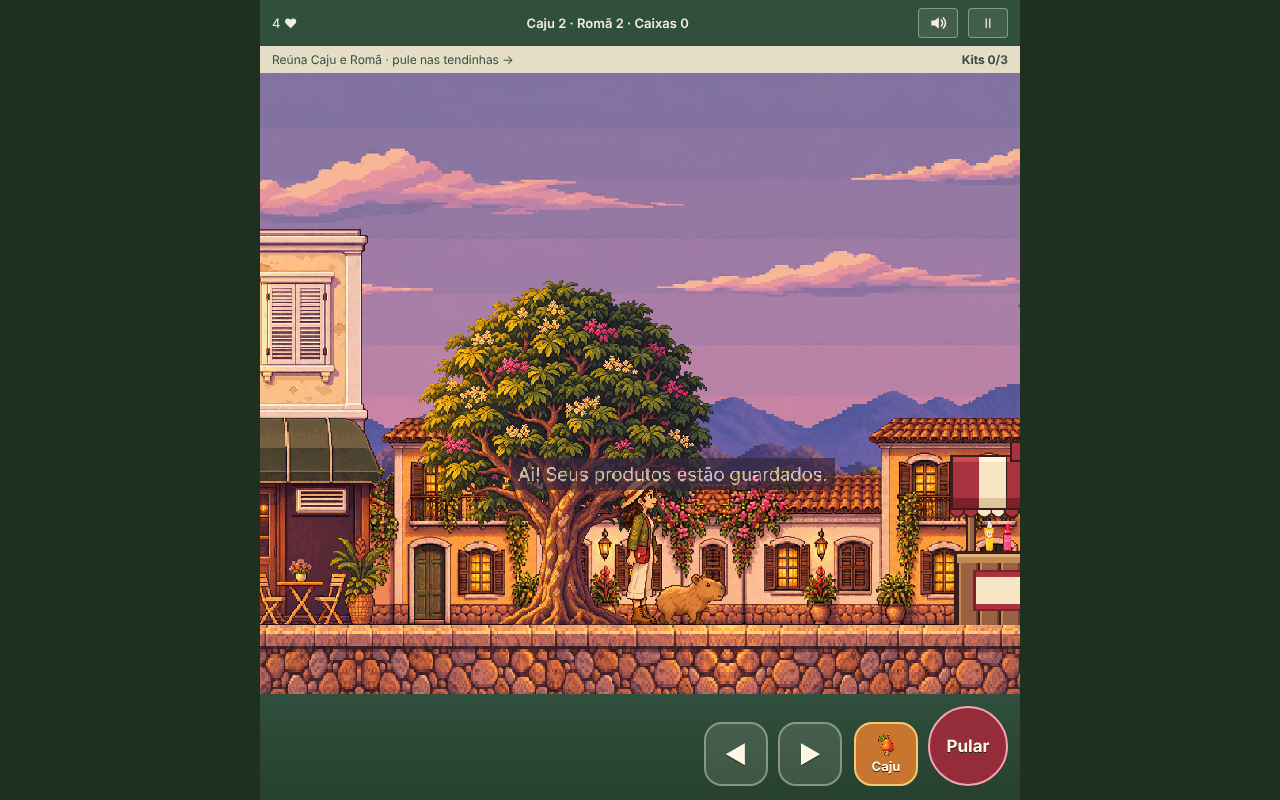 4 ♥
Caju 2 · Romã 2 · Caixas 0
Reúna Caju e Romã · pule nas tendinhas →
Kits 0/3
Ai! Seus produtos estão guardados.
Caju
Pular